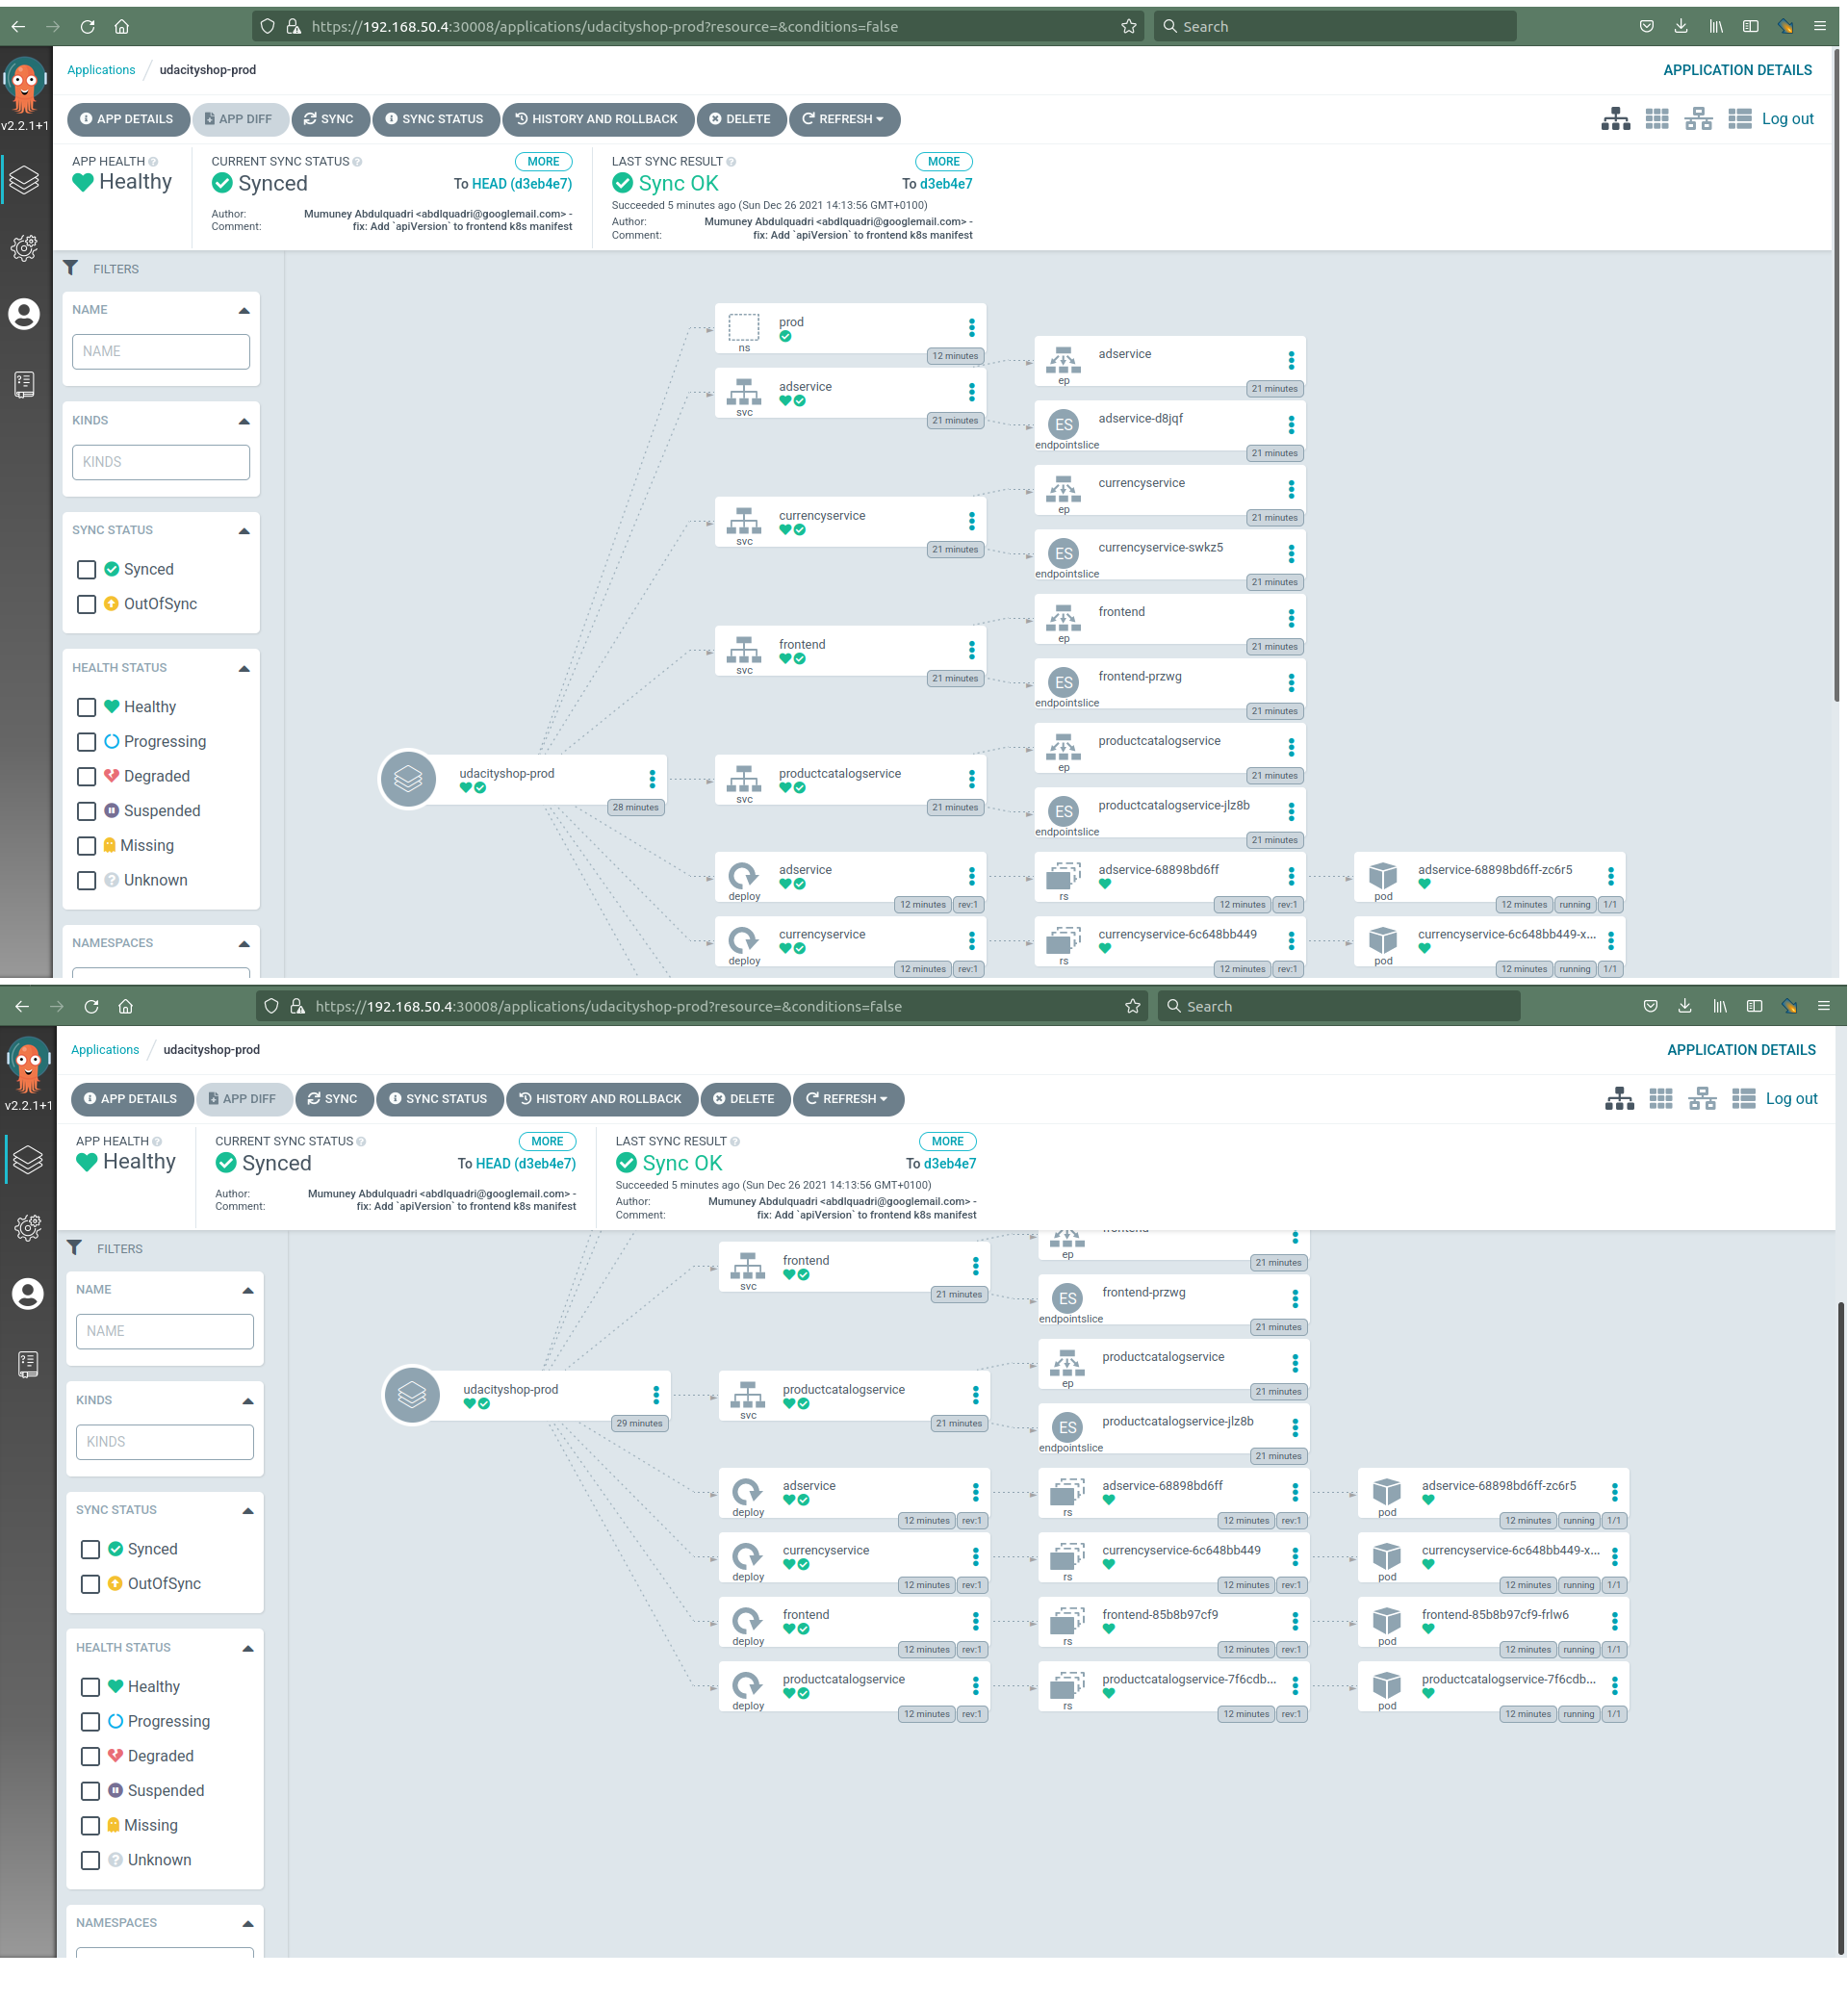 https://192.168.50.4:30008/applications/udacityshop-prod?resource=&conditions=false
Search
Applications / udacityshop-prod
APPLICATION DETAILS
v2.2.1+1
APP DETAILS
APP DIFF
SYNC
SYNC STATUS
HISTORY AND ROLLBACK
DELETE
REFRESH
Log out
APP HEALTH
Healthy
CURRENT SYNC STATUS
MORE
Synced
To HEAD (d3eb4e7)
Author: Mumuney Abdulquadri <abdlquadri@googlemail.com> -
Comment: fix: Add `apiVersion` to frontend k8s manifest
LAST SYNC RESULT
MORE
Sync OK
To d3eb4e7
Succeeded 5 minutes ago (Sun Dec 26 2021 14:13:56 GMT+0100)
Author: Mumuney Abdulquadri <abdlquadri@googlemail.com> -
Comment: fix: Add `apiVersion` to frontend k8s manifest
FILTERS
NAME
NAME
KINDS
KINDS
SYNC STATUS
Synced
OutOfSync
HEALTH STATUS
Healthy
Progressing
Degraded
Suspended
Missing
Unknown
NAMESPACES
udacityshop-prod
28 minutes
prod
ns
12 minutes
adservice
svc
21 minutes
adservice
ep
21 minutes
ES
adservice-d8jqf
endpointslice
21 minutes
currencyservice
svc
21 minutes
currencyservice
ep
21 minutes
ES
currencyservice-swkz5
endpointslice
21 minutes
frontend
svc
21 minutes
frontend
ep
21 minutes
ES
frontend-przwg
endpointslice
21 minutes
productcatalogservice
svc
21 minutes
productcatalogservice
ep
21 minutes
ES
productcatalogservice-jlz8b
endpointslice
21 minutes
adservice
deploy
12 minutes rev:1
adservice-68898bd6ff
rs
12 minutes rev:1
adservice-68898bd6ff-zc6r5
pod
12 minutes running 1/1
currencyservice
deploy
12 minutes rev:1
currencyservice-6c648bb449
rs
12 minutes rev:1
currencyservice-6c648bb449-x...
pod
12 minutes running 1/1
https://192.168.50.4:30008/applications/udacityshop-prod?resource=&conditions=false
Search
Applications / udacityshop-prod
APPLICATION DETAILS
v2.2.1+1
APP DETAILS
APP DIFF
SYNC
SYNC STATUS
HISTORY AND ROLLBACK
DELETE
REFRESH
Log out
APP HEALTH
Healthy
CURRENT SYNC STATUS
MORE
Synced
To HEAD (d3eb4e7)
Author: Mumuney Abdulquadri <abdlquadri@googlemail.com> -
Comment: fix: Add `apiVersion` to frontend k8s manifest
LAST SYNC RESULT
MORE
Sync OK
To d3eb4e7
Succeeded 5 minutes ago (Sun Dec 26 2021 14:13:56 GMT+0100)
Author: Mumuney Abdulquadri <abdlquadri@googlemail.com> -
Comment: fix: Add `apiVersion` to frontend k8s manifest
FILTERS
NAME
NAME
KINDS
KINDS
SYNC STATUS
Synced
OutOfSync
HEALTH STATUS
Healthy
Progressing
Degraded
Suspended
Missing
Unknown
NAMESPACES
udacityshop-prod
29 minutes
frontend
svc
21 minutes
frontend
ep
21 minutes
ES
frontend-przwg
endpointslice
21 minutes
productcatalogservice
svc
21 minutes
productcatalogservice
ep
21 minutes
ES
productcatalogservice-jlz8b
endpointslice
21 minutes
adservice
deploy
12 minutes rev:1
adservice-68898bd6ff
rs
12 minutes rev:1
adservice-68898bd6ff-zc6r5
pod
12 minutes running 1/1
currencyservice
deploy
12 minutes rev:1
currencyservice-6c648bb449
rs
12 minutes rev:1
currencyservice-6c648bb449-x...
pod
12 minutes running 1/1
frontend
deploy
12 minutes rev:1
frontend-85b8b97cf9
rs
12 minutes rev:1
frontend-85b8b97cf9-frlw6
pod
12 minutes running 1/1
productcatalogservice
deploy
12 minutes rev:1
productcatalogservice-7f6cdb...
rs
12 minutes rev:1
productcatalogservice-7f6cdb...
pod
12 minutes running 1/1